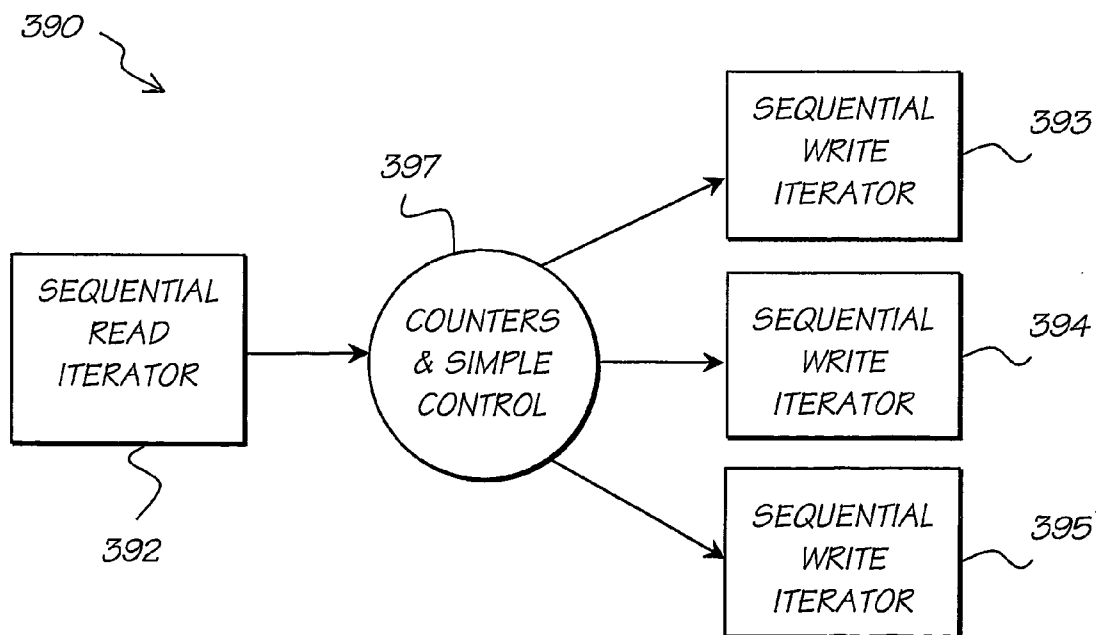 390
SEQUENTIAL
READ
ITERATOR
392
397
COUNTERS
& SIMPLE
CONTROL
SEQUENTIAL
WRITE
ITERATOR
393
SEQUENTIAL
WRITE
ITERATOR
394
SEQUENTIAL
WRITE
ITERATOR
395